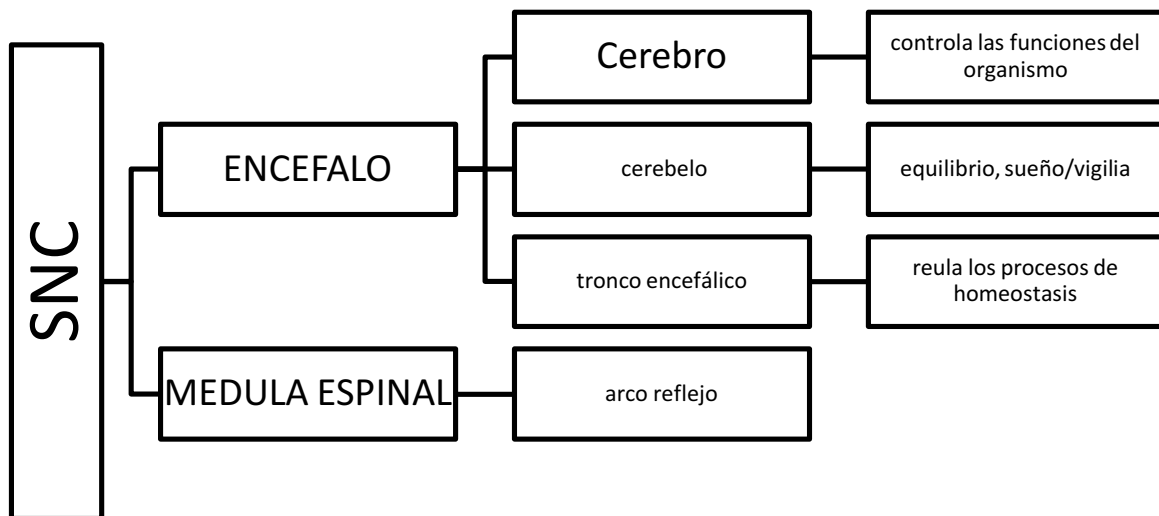 SNC
ENCEFALO
Cerebro
controla las funciones del
organismo
cerebelo
equilibrio, sueño/vigilia
tronco encefálico
reula los procesos de
homeostasis
MEDULA ESPINAL
arco reflejo